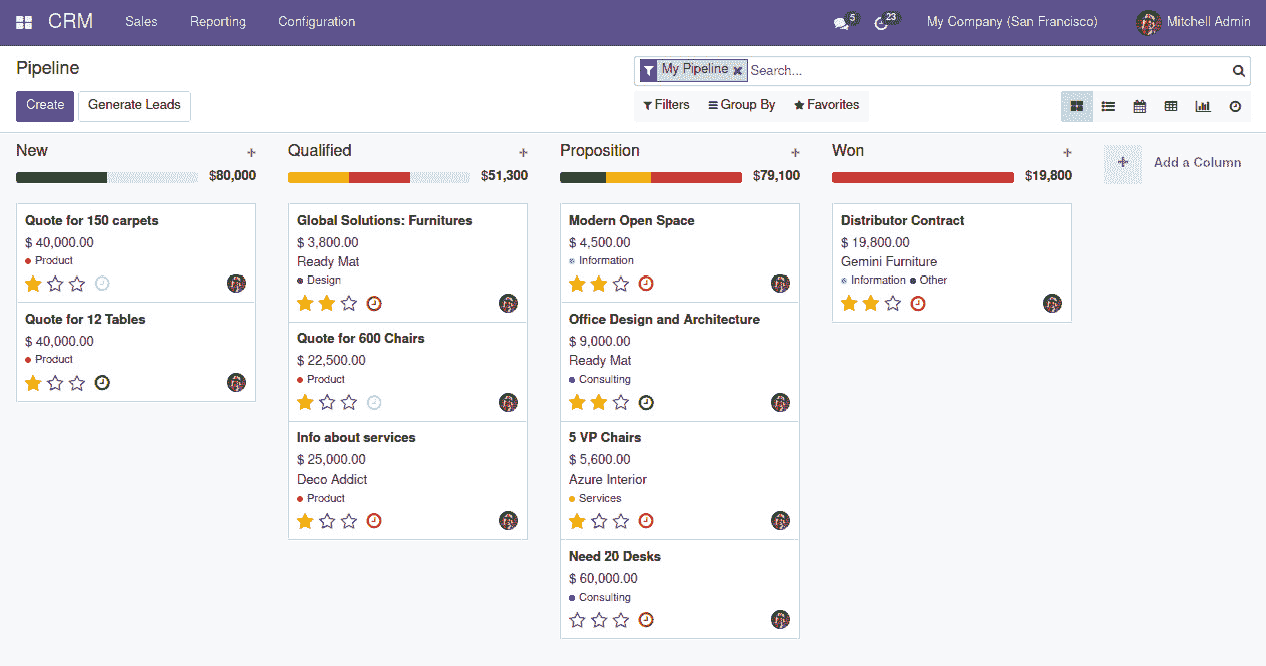 CRM Sales Reporting Configuration 5 23 My Company (San Francisco) Mitchell Admin
Pipeline
My Pipeline Search...
Create Generate Leads
Filters Group By Favorites
New
$80,000
Quote for 150 carpets
$ 40,000.00
Product
Quote for 12 Tables
$ 40,000.00
Product
Qualified
$51,300
Global Solutions: Furnitures
$ 3,800.00
Ready Mat
Design
Quote for 600 Chairs
$ 22,500.00
Product
Info about services
$ 25,000.00
Deco Addict
Product
Proposition
$79,100
Modern Open Space
$ 4,500.00
Information
Office Design and Architecture
$ 9,000.00
Ready Mat
Consulting
5 VP Chairs
$ 5,600.00
Azure Interior
Services
Need 20 Desks
$ 60,000.00
Consulting
Won
$19,800
Distributor Contract
$ 19,800.00
Gemini Furniture
Information Other
Add a Column